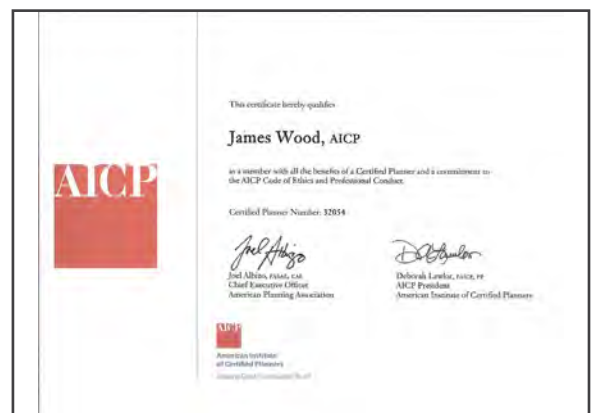 This certificate hereby qualifies
James Wood, AICP
as a member with all the benefits of a Certified Planner and a commitment to
the AICP Code of Ethics and Professional Conduct.
AICP
Certified Planner Number: 32034
Joel Albizo, FASAE, CAE
Chief Executive Officer
American Planning Association
Deborah Lawlor, FAICP, PP
AICP President
American Institute of Certified Planners
AICP
American Institute
of Certified Planners